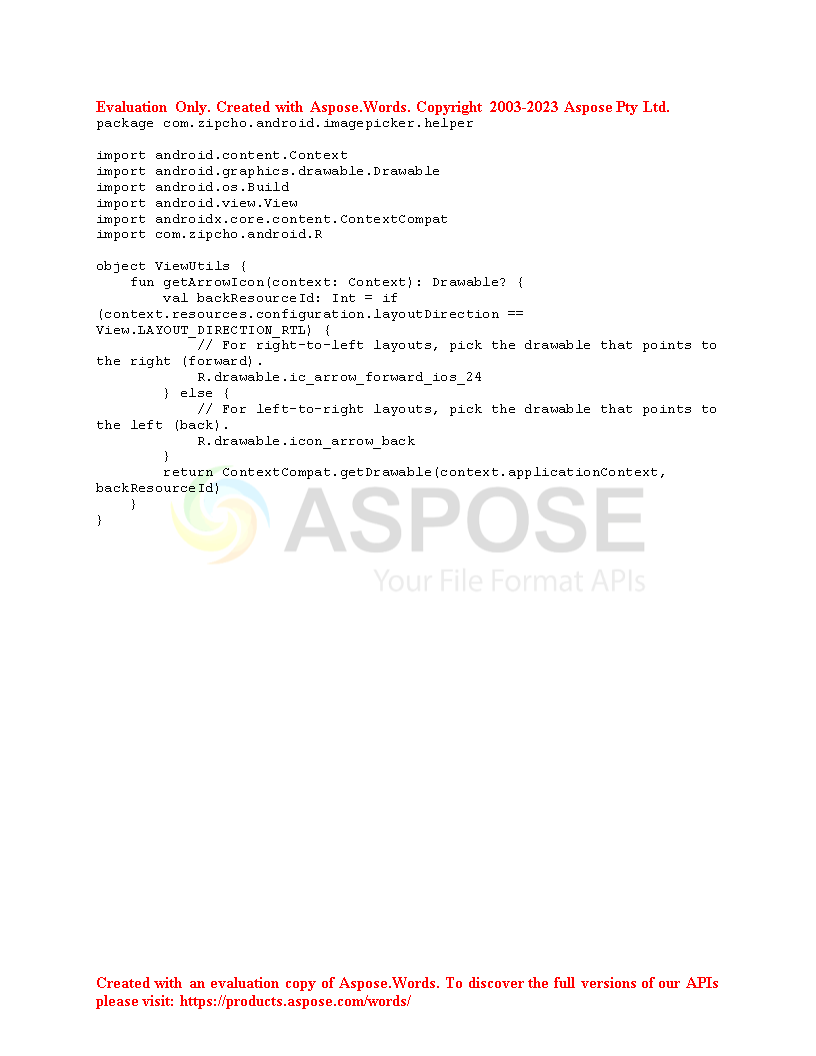 Evaluation Only. Created with Aspose.Words. Copyright 2003-2023 Aspose Pty Ltd.
package com.zipcho.android.imagepicker.helper

import android.content.Context
import android.graphics.drawable.Drawable
import android.os.Build
import android.view.View
import androidx.core.content.ContextCompat
import com.zipcho.android.R

object ViewUtils {
    fun getArrowIcon(context: Context): Drawable? {
        val backResourceId: Int = if
(context.resources.configuration.layoutDirection ==
View.LAYOUT_DIRECTION_RTL) {
            // For right-to-left layouts, pick the drawable that points to
the right (forward).
            R.drawable.ic_arrow_forward_ios_24
        } else {
            // For left-to-right layouts, pick the drawable that points to
the left (back).
            R.drawable.icon_arrow_back
        }
        return ContextCompat.getDrawable(context.applicationContext,
backResourceId)
    }
}
ASPOSE
Your File Format APIs
Created with an evaluation copy of Aspose.Words. To discover the full versions of our APIs
please visit: https://products.aspose.com/words/